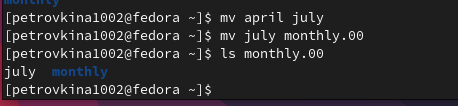 monthly
[petrovkina1002@fedora ~]$ mv april july
[petrovkina1002@fedora ~]$ mv july monthly.00
[petrovkina1002@fedora ~]$ ls monthly.00
july  monthly
[petrovkina1002@fedora ~]$